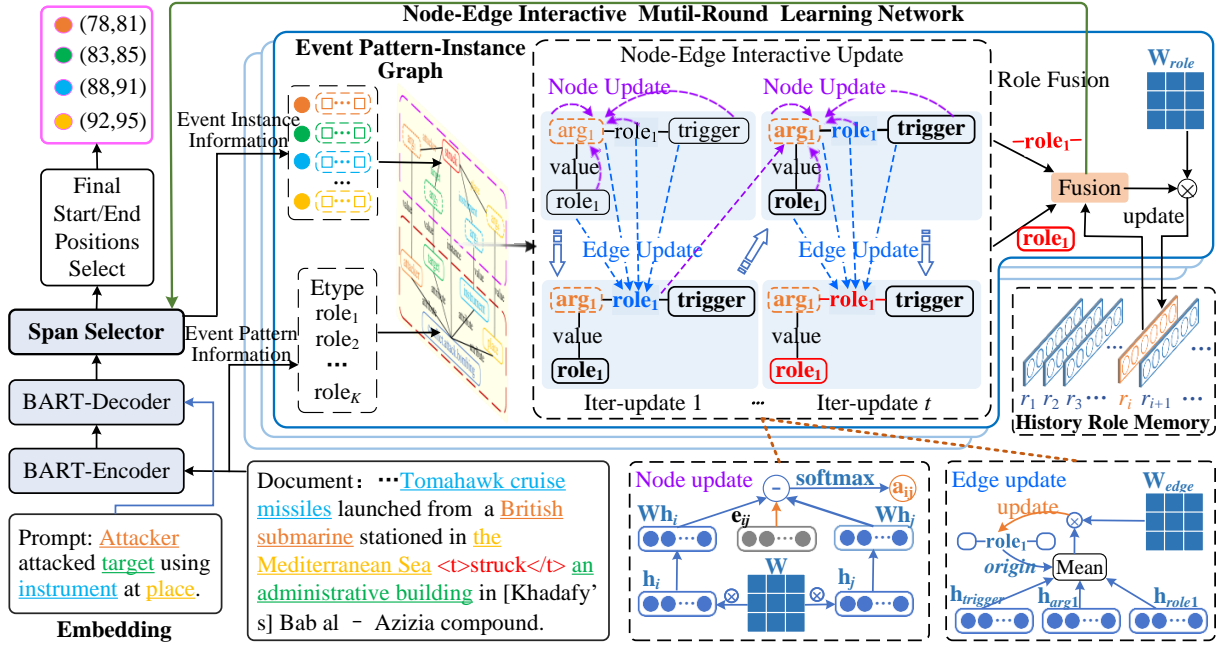 Node-Edge Interactive Mutil-Round Learning Network
(78,81)
(83,85)
(88,91)
(92,95)
Final
Start/End
Positions
Select
Span Selector
BART-Decoder
BART-Encoder
Prompt: Attacker
attacked target using
instrument at place.
Embedding
Event Instance
Information
Event Pattern
Information
Event Pattern-Instance
Graph
...
Etype
role1
role2
...
roleK
Document: ···Tomahawk cruise
missiles launched from a British
submarine stationed in the
Mediterranean Sea <t>struck</t> an
administrative building in [Khadafy'
s] Bab al - Azizia compound.
Node-Edge Interactive Update
Node Update
Node Update
arg1 role1 trigger
value
role1
arg1 role1 trigger
value
role1
Edge Update
Edge Update
arg1 role1 trigger
value
role1
arg1 role1 trigger
value
role1
Iter-update 1 ... Iter-update t
Role Fusion
Wrole
role1
Fusion
update
role1
r1 r2 r3 ··· ri ri+1 ···
History Role Memory
Node update
softmax
aij
Whi
eij
Whj
hi
W
hj
Edge update
Wedge
update
role1
origin
Mean
htrigger
harg1
hrole1